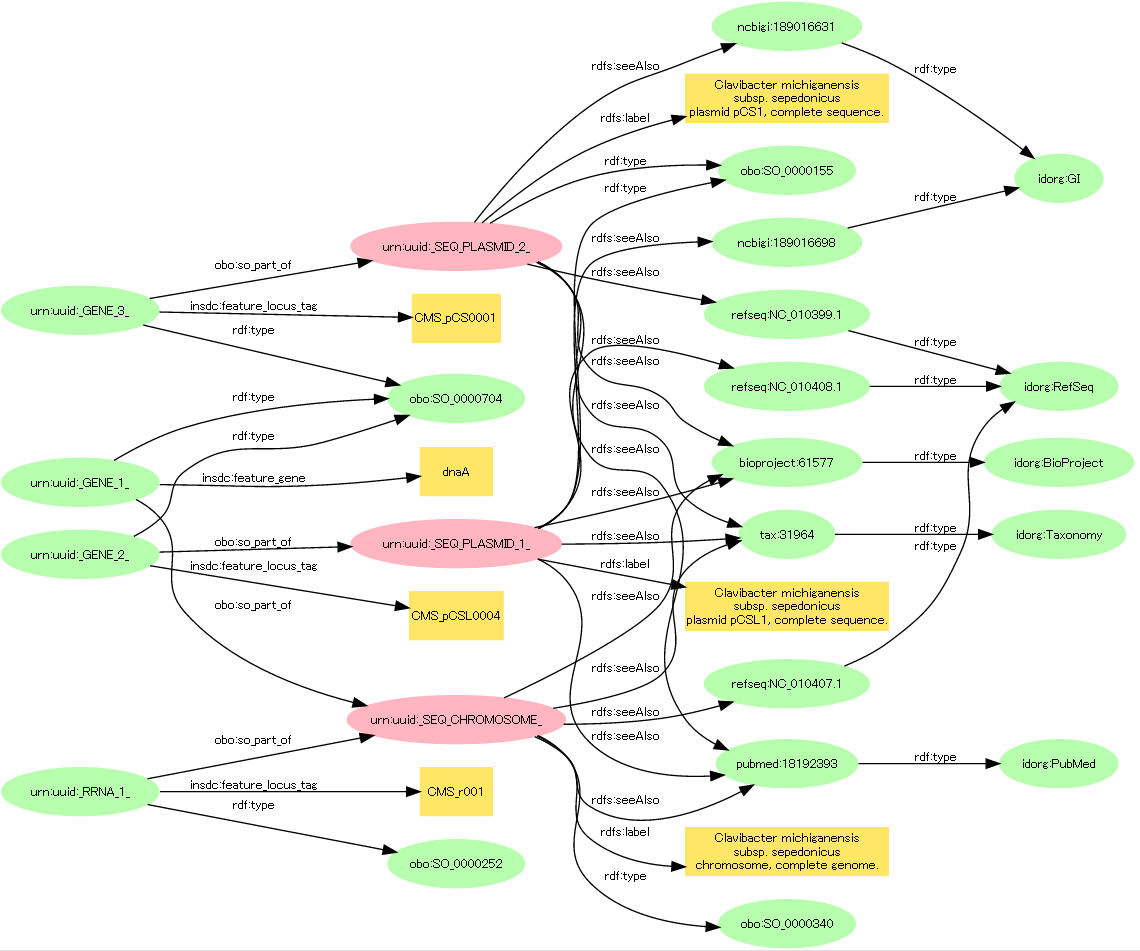 ncbigi:189016631
rdfs:seeAlso
rdf:type
Clavibacter michiganensis
subsp. sepedonicus
plasmid pCS1, complete sequence.
rdfs:label
rdf:type
obo:SO_0000155
idorg:GI
rdf:type
rdf:type
urn:uuid:_SEQ_PLASMID_2_
rdfs:seeAlso
ncbigi:189016698
obo:so_part_of
rdfs:seeAlso
urn:uuid:_GENE_3_
insdc:feature_locus_tag
CMS_pCS0001
refseq:NC_010399.1
rdf:type
rdfs:seeAlso
rdf:type
rdfs:seeAlso
refseq:NC_010408.1
rdf:type
idorg:RefSeq
rdf:type
obo:SO_0000704
rdfs:seeAlso
rdf:type
rdfs:seeAlso
bioproject:61577
rdf:type
idorg:BioProject
urn:uuid:_GENE_1_
insdc:feature_gene
dnaA
rdfs:seeAlso
urn:uuid:_GENE_2_
obo:so_part_of
urn:uuid:_SEQ_PLASMID_1_
rdfs:seeAlso
tax:31964
rdf:type
idorg:Taxonomy
rdf:type
insdc:feature_locus_tag
rdfs:label
Clavibacter michiganensis
subsp. sepedonicus
plasmid pCSL1, complete sequence.
obo:so_part_of
CMS_pCSL0004
rdfs:seeAlso
rdfs:seeAlso
refseq:NC_010407.1
urn:uuid:_SEQ_CHROMOSOME_
rdfs:seeAlso
obo:so_part_of
rdfs:seeAlso
pubmed:18192393
rdf:type
idorg:PubMed
urn:uuid:_RRNA_1_
insdc:feature_locus_tag
CMS_r001
rdfs:seeAlso
rdf:type
rdfs:label
Clavibacter michiganensis
subsp. sepedonicus
chromosome, complete genome.
obo:SO_0000252
rdf:type
obo:SO_0000340